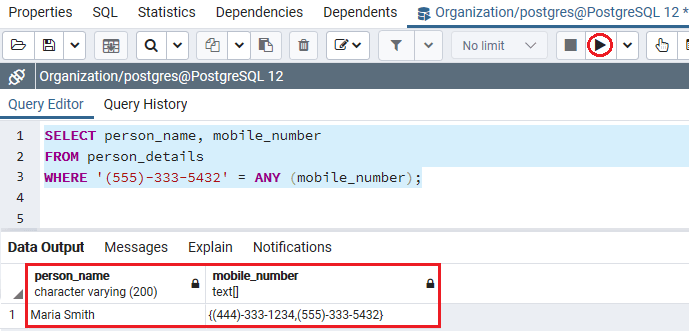 Properties SQL Statistics Dependencies Dependents Organization/postgres@PostgreSQL 12 *
No limit
Organization/postgres@PostgreSQL 12
Query Editor Query History
1 SELECT person_name, mobile_number
2 FROM person_details
3 WHERE '(555)-333-5432' = ANY (mobile_number);
4
5
Data Output Messages Explain Notifications
person_name mobile_number
character varying (200) text[]
1 Maria Smith {(444)-333-1234,(555)-333-5432}